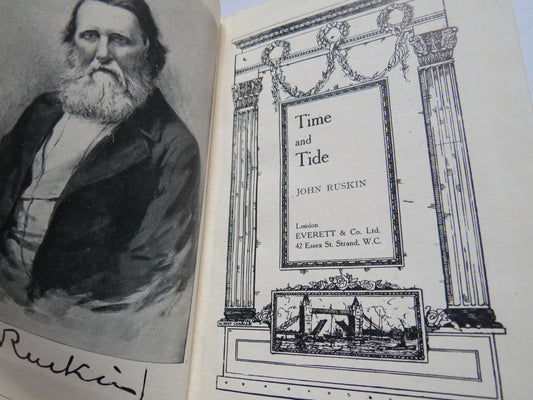 Ruskin
Time
and
Tide
JOHN RUSKIN
London
EVERETT & Co. Ltd.
42 Essex St. Strand, W.C.